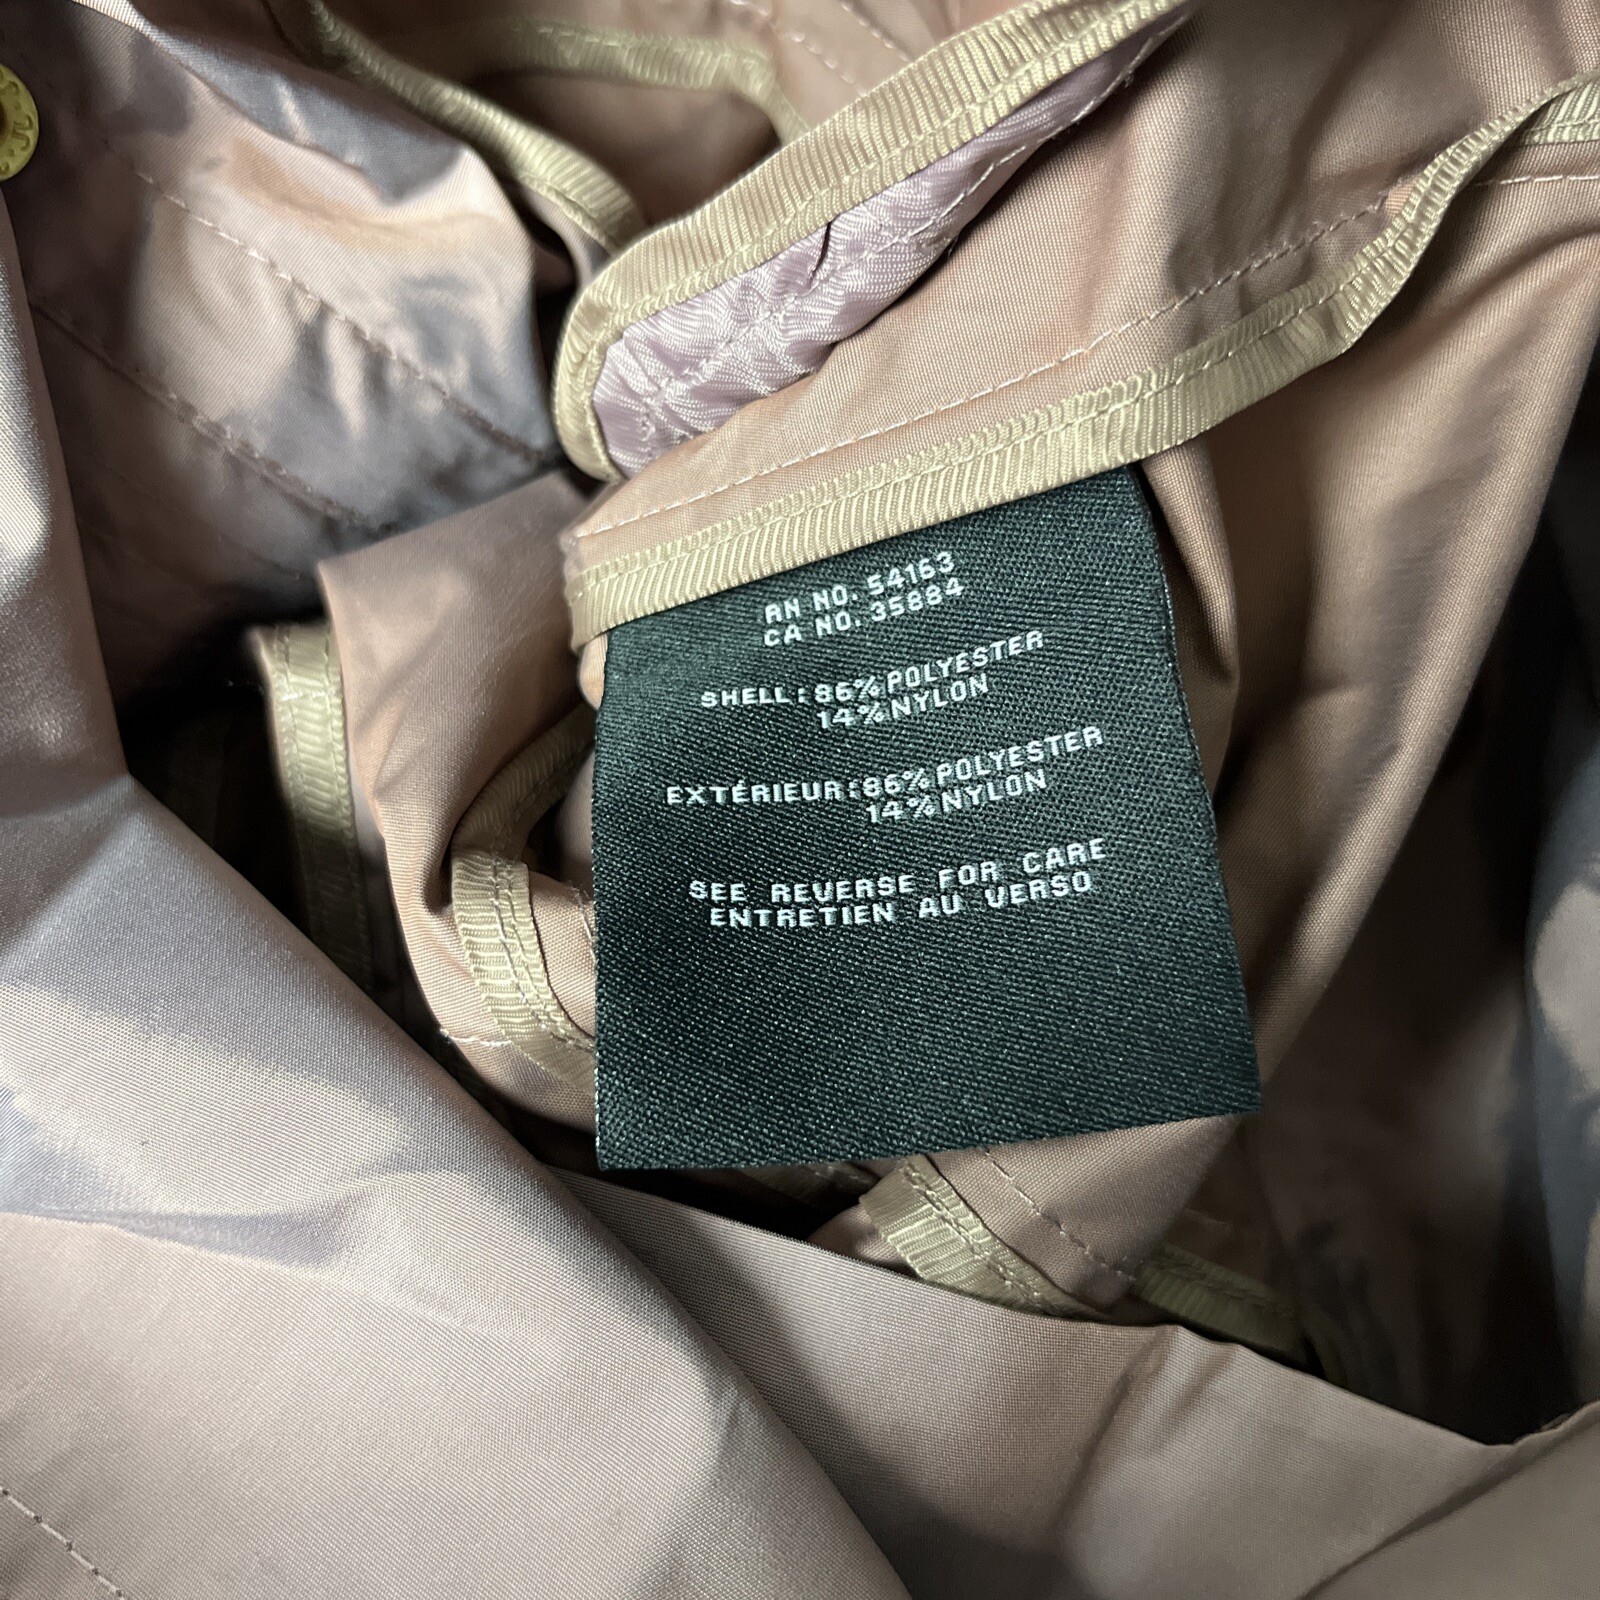 RN NO. 54163
CA NO. 35884
SHELL:86%POLYESTER
14%NYLON
EXTÉRIEUR:86%POLYESTER
14%NYLON
SEE REVERSE FOR CARE
ENTRETIEN AU VERSO